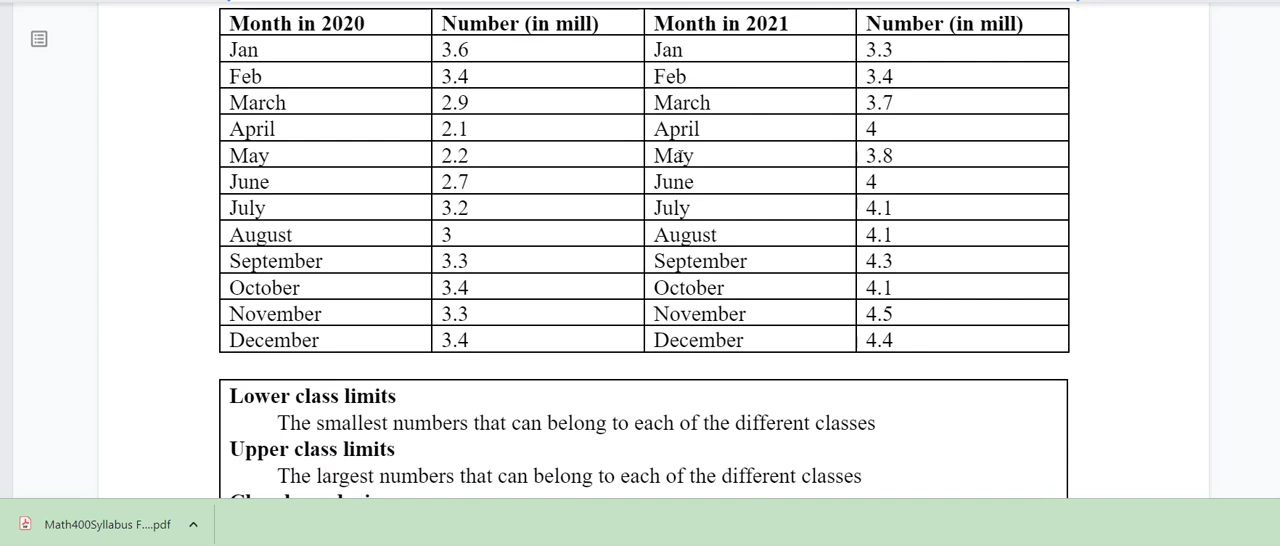 Month in 2020 Number (in mill) Month in 2021 Number (in mill)
Jan 3.6 Jan 3.3
Feb 3.4 Feb 3.4
March 2.9 March 3.7
April 2.1 April 4
May 2.2 May 3.8
June 2.7 June 4
July 3.2 July 4.1
August 3 August 4.1
September 3.3 September 4.3
October 3.4 October 4.1
November 3.3 November 4.5
December 3.4 December 4.4
Lower class limits
The smallest numbers that can belong to each of the different classes
Upper class limits
The largest numbers that can belong to each of the different classes
Math400Syllabus F....pdf